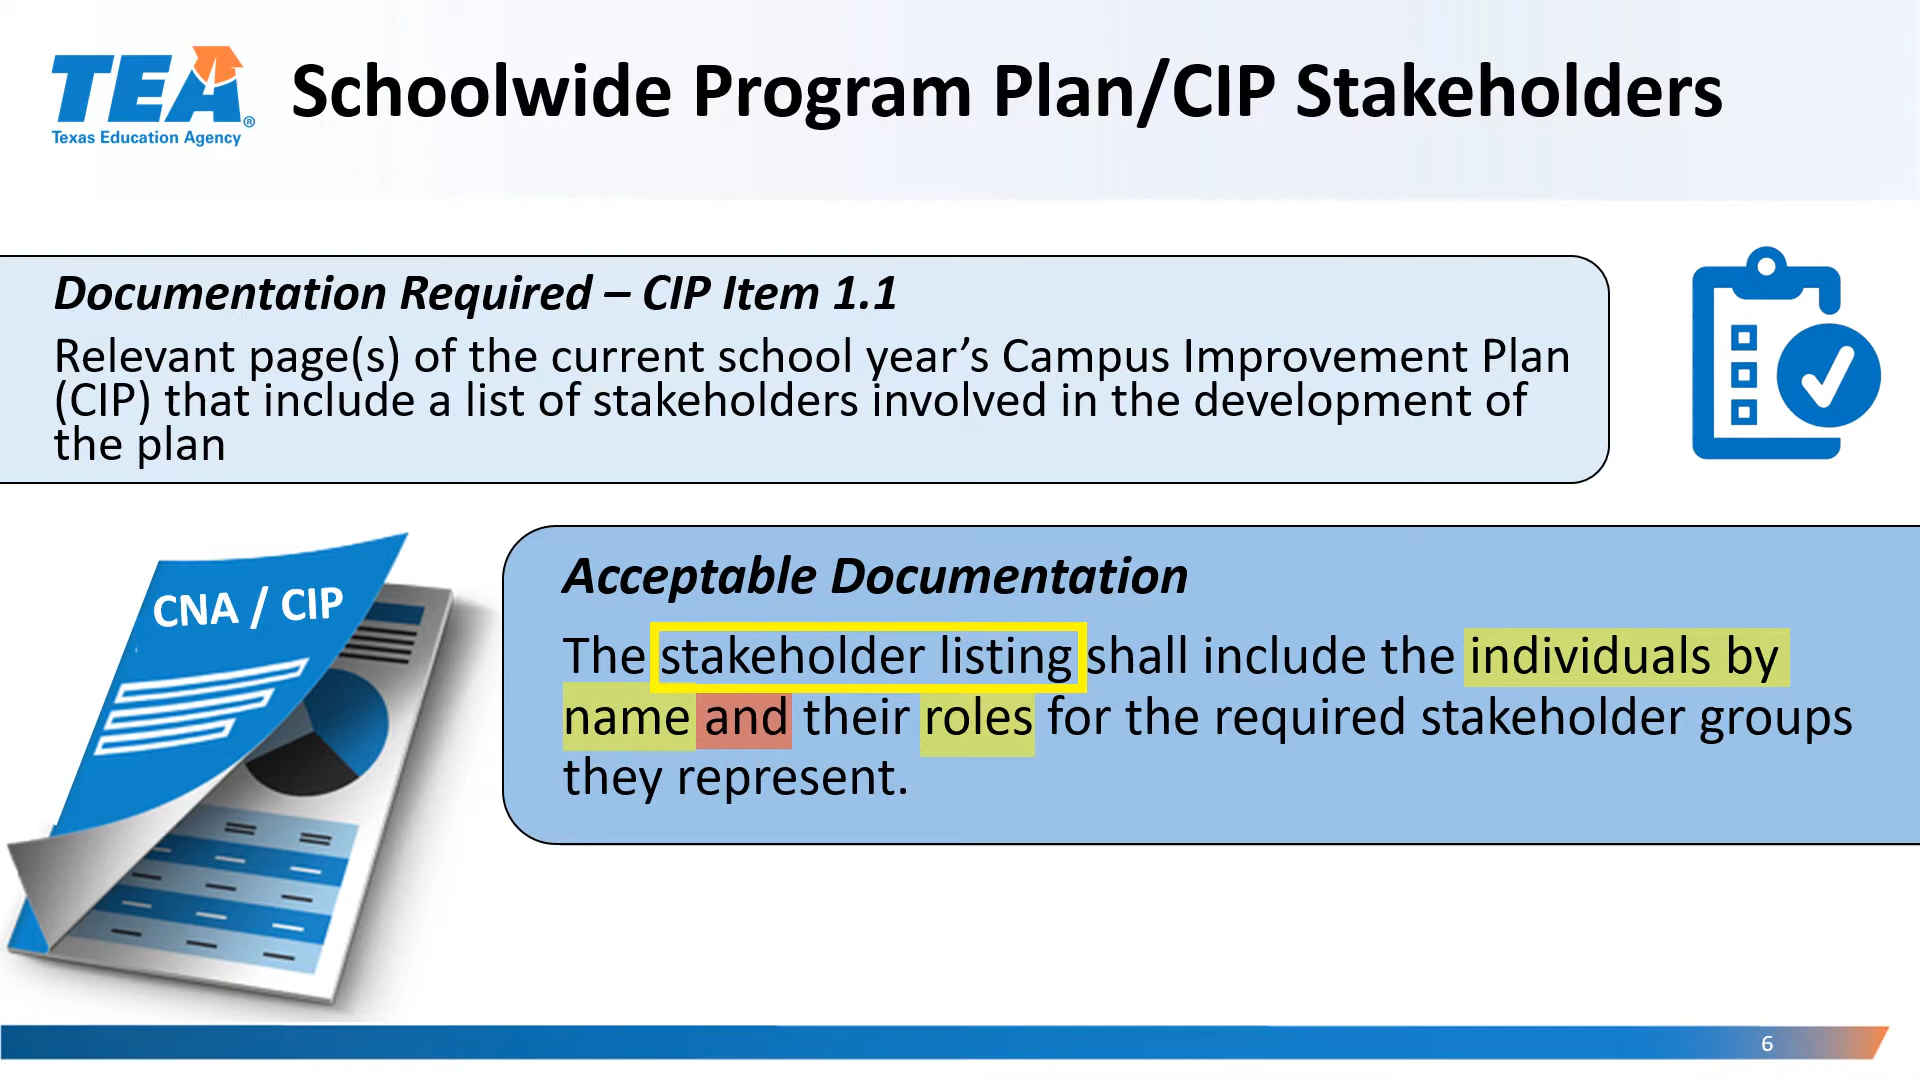 TEA®
Texas Education Agency
Schoolwide Program Plan/CIP Stakeholders
Documentation Required – CIP Item 1.1
Relevant page(s) of the current school year’s Campus Improvement Plan
(CIP) that include a list of stakeholders involved in the development of
the plan
CNA / CIP
Acceptable Documentation
The stakeholder listing shall include the individuals by
name and their roles for the required stakeholder groups
they represent.
6